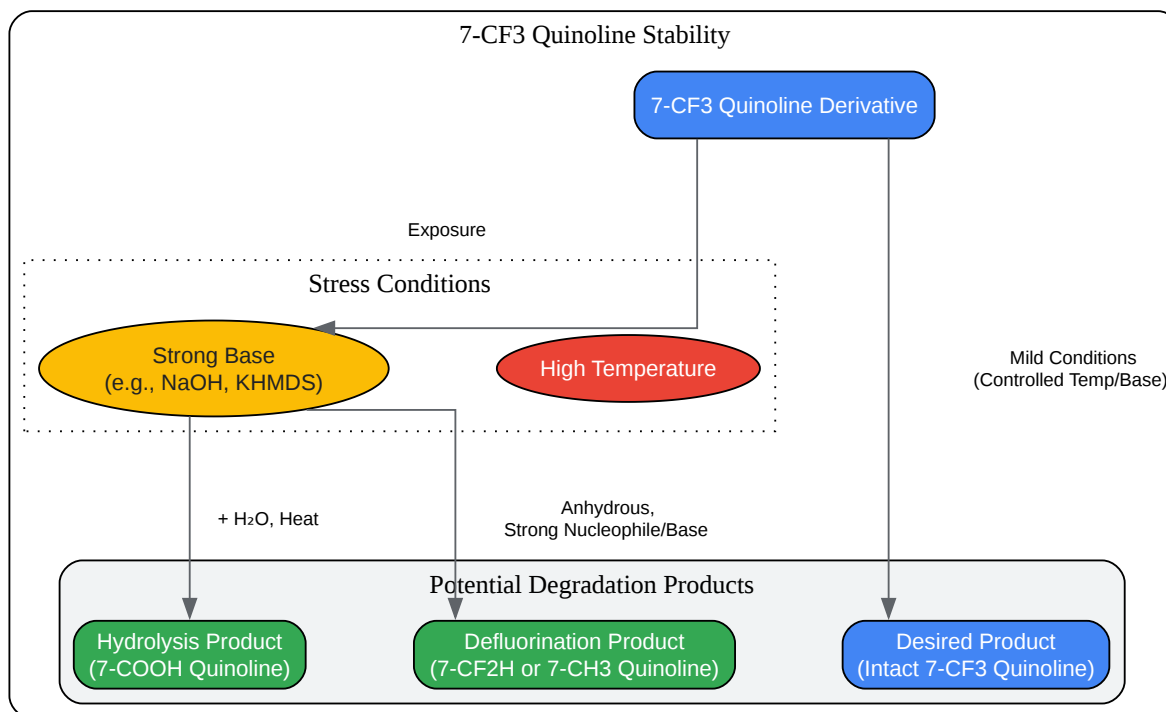 7-CF3 Quinoline Stability
7-CF3 Quinoline Derivative
Exposure
Stress Conditions
Strong Base
(e.g., NaOH, KHMDS)
High Temperature
Mild Conditions
(Controlled Temp/Base)
+ H₂O, Heat
Anhydrous,
Strong Nucleophile/Base
Potential Degradation Products
Hydrolysis Product
(7-COOH Quinoline)
Defluorination Product
(7-CF2H or 7-CH3 Quinoline)
Desired Product
(Intact 7-CF3 Quinoline)